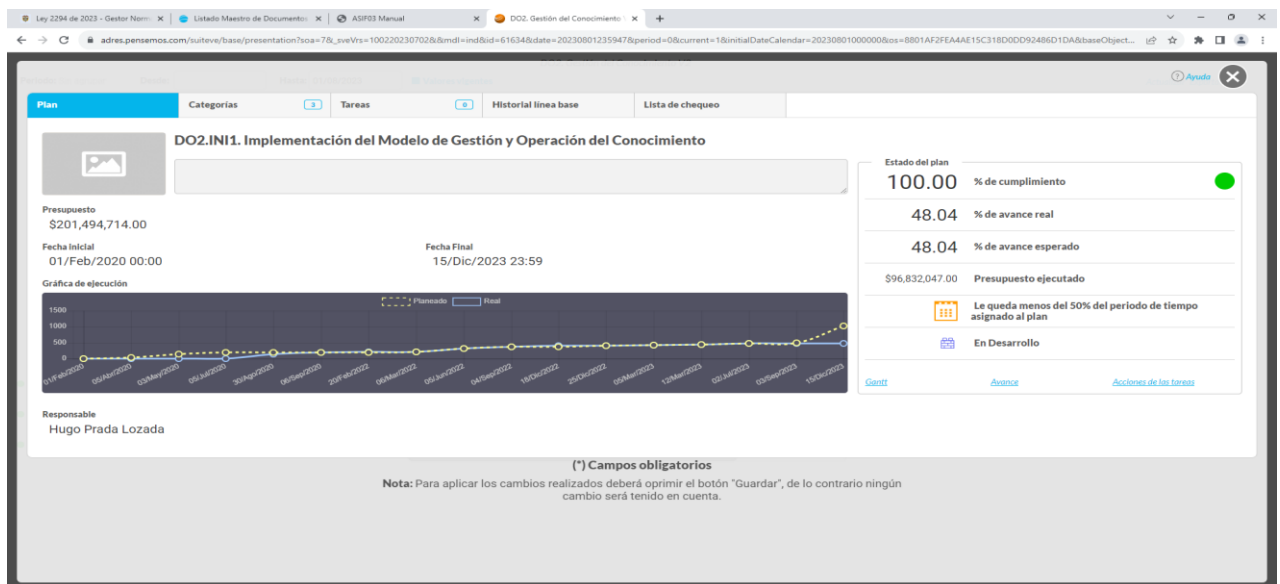 Ley 2294 de 2023 - Gestor Norm
Listado Maestro de Documentos
ASIF03 Manual
DO2. Gestión del Conocimiento
adres.pensemos.com/suiteve/base/presentation?soa=7&_sveVrs=100220230702&&mdl=ind&id=61634&date=20230801235947&period=0&current=1&initialDateCalendar=20230801000000&os=8801AF2FEA4AE15C318D0DD92486D1DA&baseObject...
Ayuda
Plan
Categorías 3
Tareas 0
Historial línea base
Lista de chequeo
DO2.INI1. Implementación del Modelo de Gestión y Operación del Conocimiento
Presupuesto
$201,494,714.00
Fecha Inicial
01/Feb/2020 00:00
Fecha Final
15/Dic/2023 23:59
Gráfica de ejecución
Planeado Real
1500
1000
500
0
01/Feb/2020 05/Abr/2020 03/May/2020 05/Jul/2020 30/Ago/2020 06/Sep/2020 20/Feb/2022 06/Mar/2022 05/Jun/2022 04/Sep/2022 18/Dic/2022 25/Dic/2022 05/Mar/2023 12/Mar/2023 02/Jul/2023 03/Sep/2023 15/Dic/2023
Responsable
Hugo Prada Lozada
Estado del plan
100.00 % de cumplimiento
48.04 % de avance real
48.04 % de avance esperado
$96,832,047.00 Presupuesto ejecutado
Le queda menos del 50% del periodo de tiempo
asignado al plan
En Desarrollo
Gantt Avance Acciones de las tareas
(*) Campos obligatorios
Nota: Para aplicar los cambios realizados deberá oprimir el botón "Guardar", de lo contrario ningún
cambio será tenido en cuenta.